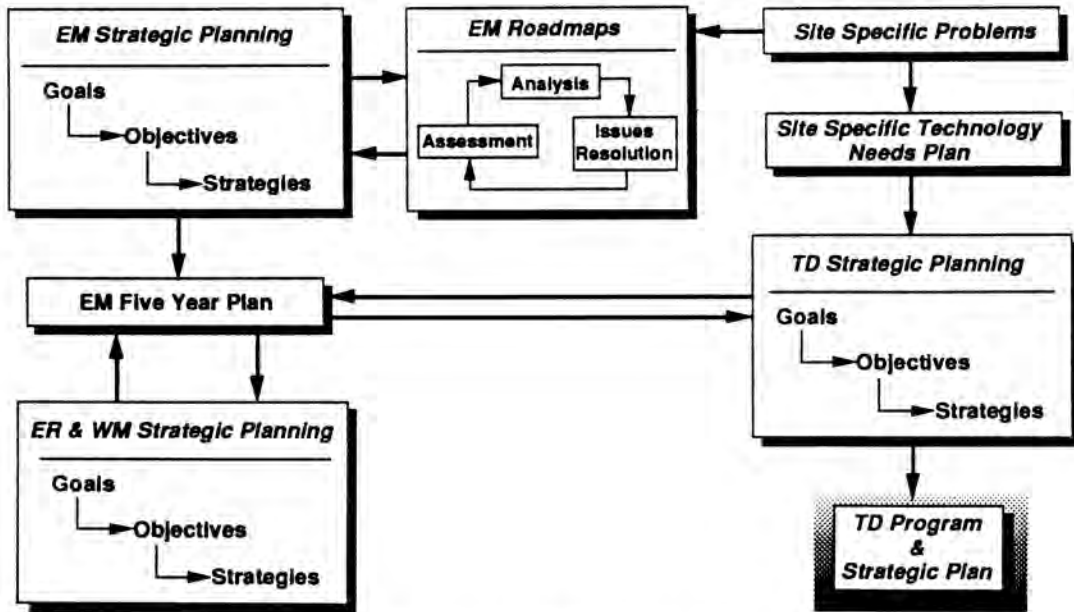 EM Strategic Planning
Goals
Objectives
Strategies
EM Roadmaps
Analysis
Assessment
Issues
Resolution
Site Specific Problems
Site Specific Technology
Needs Plan
TD Strategic Planning
Goals
Objectives
Strategies
EM Five Year Plan
ER & WM Strategic Planning
Goals
Objectives
Strategies
TD Program
&
Strategic Plan